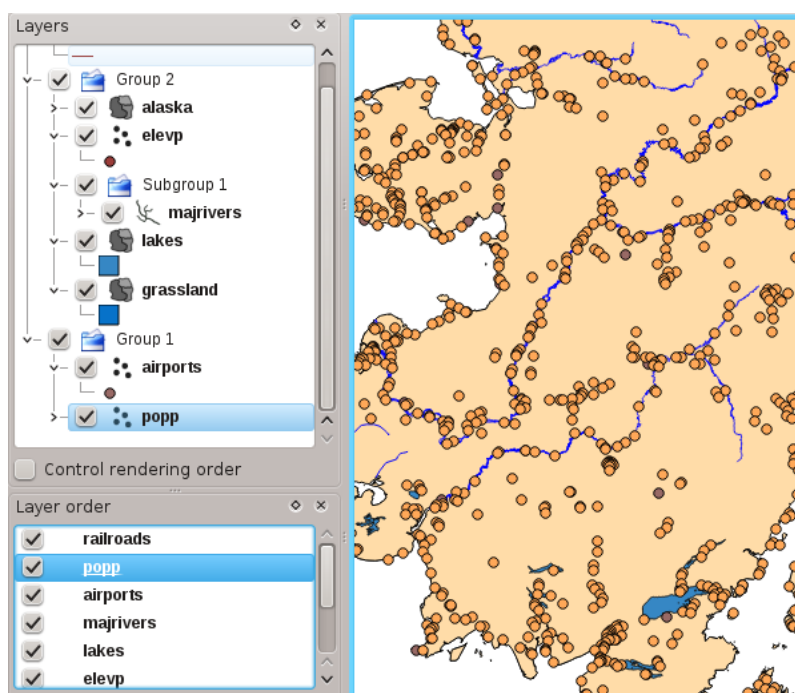 Layers
Group 2
alaska
elevp
Subgroup 1
majrivers
lakes
grassland
Group 1
airports
popp
Control rendering order
Layer order
railroads
popp
airports
majrivers
lakes
elevp